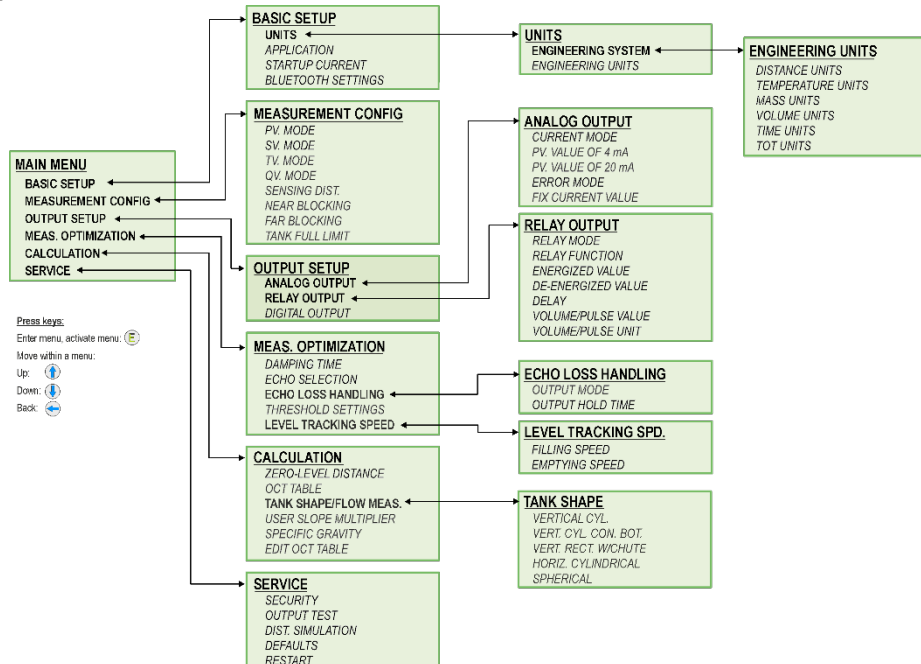 BASIC SETUP
UNITS
APPLICATION
STARTUP CURRENT
BLUETOOTH SETTINGS
UNITS
ENGINEERING SYSTEM
ENGINEERING UNITS
ENGINEERING UNITS
DISTANCE UNITS
TEMPERATURE UNITS
MASS UNITS
VOLUME UNITS
TIME UNITS
TOT UNITS
MEASUREMENT CONFIG
PV. MODE
SV. MODE
TV. MODE
QV. MODE
SENSING DIST.
NEAR BLOCKING
FAR BLOCKING
TANK FULL LIMIT
ANALOG OUTPUT
CURRENT MODE
PV. VALUE OF 4 mA
PV. VALUE OF 20 mA
ERROR MODE
FIX CURRENT VALUE
MAIN MENU
BASIC SETUP
MEASUREMENT CONFIG
OUTPUT SETUP
MEAS. OPTIMIZATION
CALCULATION
SERVICE
RELAY OUTPUT
RELAY MODE
RELAY FUNCTION
ENERGIZED VALUE
DE-ENERGIZED VALUE
DELAY
VOLUME/PULSE VALUE
VOLUME/PULSE UNIT
OUTPUT SETUP
ANALOG OUTPUT
RELAY OUTPUT
DIGITAL OUTPUT
Press keys:
Enter menu, activate menu: E
Move within a menu:
Up:
Down:
Back:
MEAS. OPTIMIZATION
DAMPING TIME
ECHO SELECTION
ECHO LOSS HANDLING
THRESHOLD SETTINGS
LEVEL TRACKING SPEED
ECHO LOSS HANDLING
OUTPUT MODE
OUTPUT HOLD TIME
LEVEL TRACKING SPD.
FILLING SPEED
EMPTYING SPEED
CALCULATION
ZERO-LEVEL DISTANCE
OCT TABLE
TANK SHAPE/FLOW MEAS.
USER SLOPE MULTIPLIER
SPECIFIC GRAVITY
EDIT OCT TABLE
TANK SHAPE
VERTICAL CYL.
VERT. CYL. CON. BOT.
VERT. RECT. W/CHUTE
HORIZ. CYLINDRICAL
SPHERICAL
SERVICE
SECURITY
OUTPUT TEST
DIST. SIMULATION
DEFAULTS
RESTART